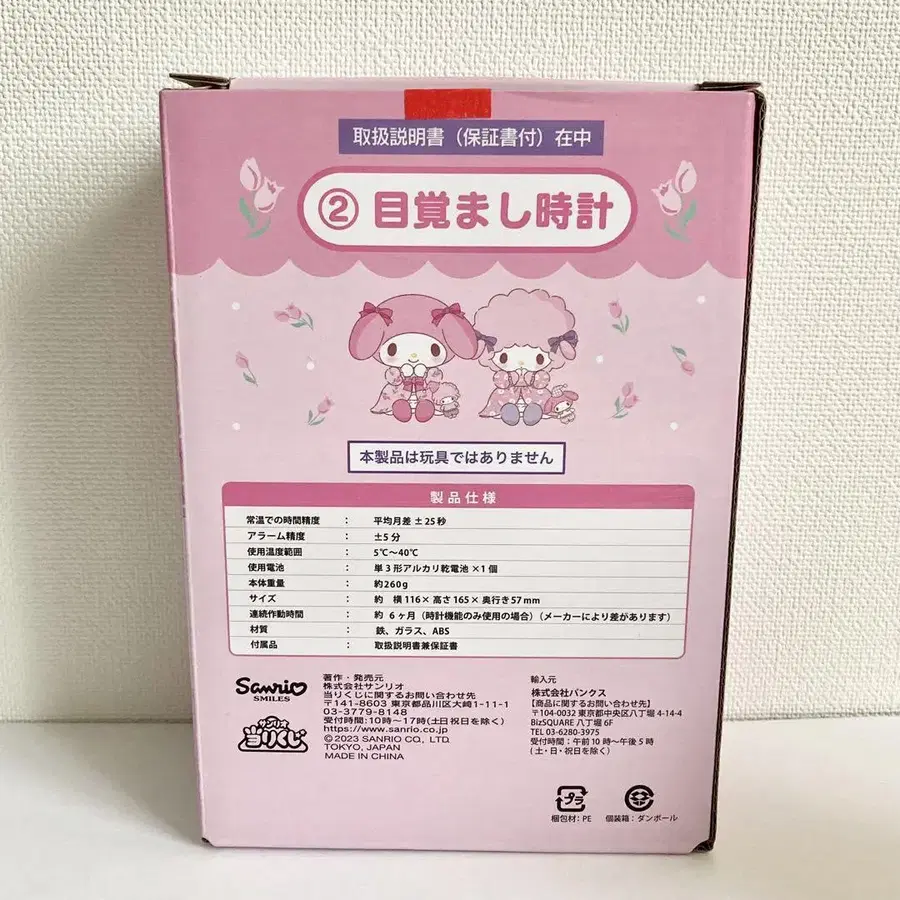 取扱説明書（保証書付）在中
② 目覚まし時計
本製品は玩具ではありません
製品仕様
常温での時間精度 ： 平均月差 ±25秒
アラーム精度 ： ±5分
使用温度範囲 ： 5℃〜40℃
使用電池 ： 単3形アルカリ乾電池 ×1個
本体重量 ： 約260g
サイズ ： 約 横116× 高さ165× 奥行き57mm
連続作動時間 ： 約 6ヶ月（時計機能のみ使用の場合）（メーカーにより差があります）
材質 ： 鉄、ガラス、ABS
付属品 ： 取扱説明書兼保証書
Sanrio
SMILES
サンリオ
当りくじ
著作・発売元
株式会社サンリオ
当りくじに関するお問い合わせ先
〒141-8603 東京都品川区大崎1-6-1
03-3779-8148
受付時間:10時〜17時(土日祝日を除く)
https://www.sanrio.co.jp
©2023 SANRIO CO., LTD.
TOKYO, JAPAN
MADE IN CHINA
輸入元
株式会社バンクス
【商品に関するお問い合わせ先】
〒104-0032 東京都中央区八丁堀 4-14-4
BizSQUARE 八丁堀 6F
TEL 03-6280-3975
受付時間：午前10時〜午後5時
(土・日・祝日を除く)
プラ
梱包材：PE
個装箱：ダンボール